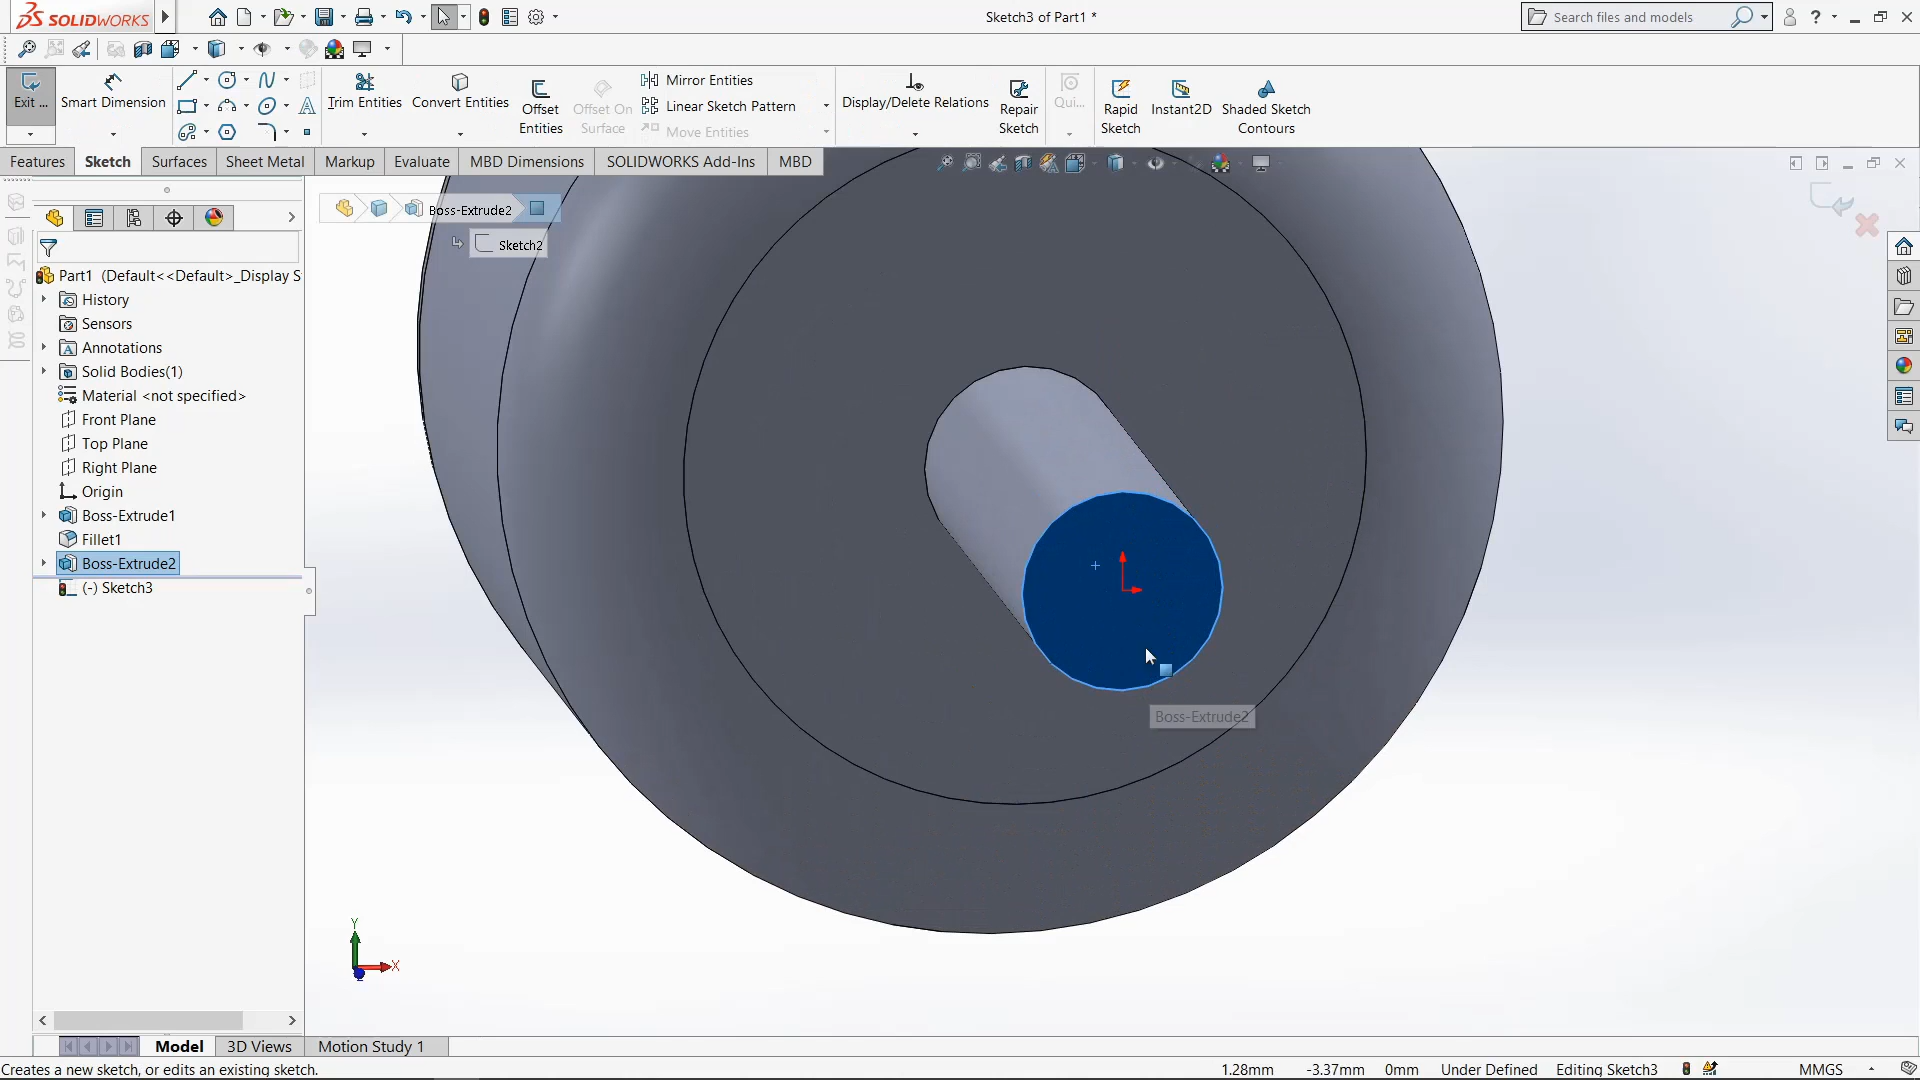 SOLIDWORKS
Sketch3 of Part1 *
Search files and models
?
Exit ...
Smart Dimension
Trim Entities
Convert Entities
Offset Entities
Offset On Surface
Mirror Entities
Linear Sketch Pattern
Move Entities
Display/Delete Relations
Repair Sketch
Qui...
Rapid Sketch
Instant2D
Shaded Sketch Contours
Features
Sketch
Surfaces
Sheet Metal
Markup
Evaluate
MBD Dimensions
SOLIDWORKS Add-Ins
MBD
Boss-Extrude2
Sketch2
Part1 (Default<<Default>_Display S
History
Sensors
Annotations
Solid Bodies(1)
Material <not specified>
Front Plane
Top Plane
Right Plane
Origin
Boss-Extrude1
Fillet1
Boss-Extrude2
(-) Sketch3
Boss-Extrude2
Y
X
Z
Model
3D Views
Motion Study 1
Creates a new sketch, or edits an existing sketch.
1.28mm
-3.37mm
0mm
Under Defined
Editing Sketch3
MMGS